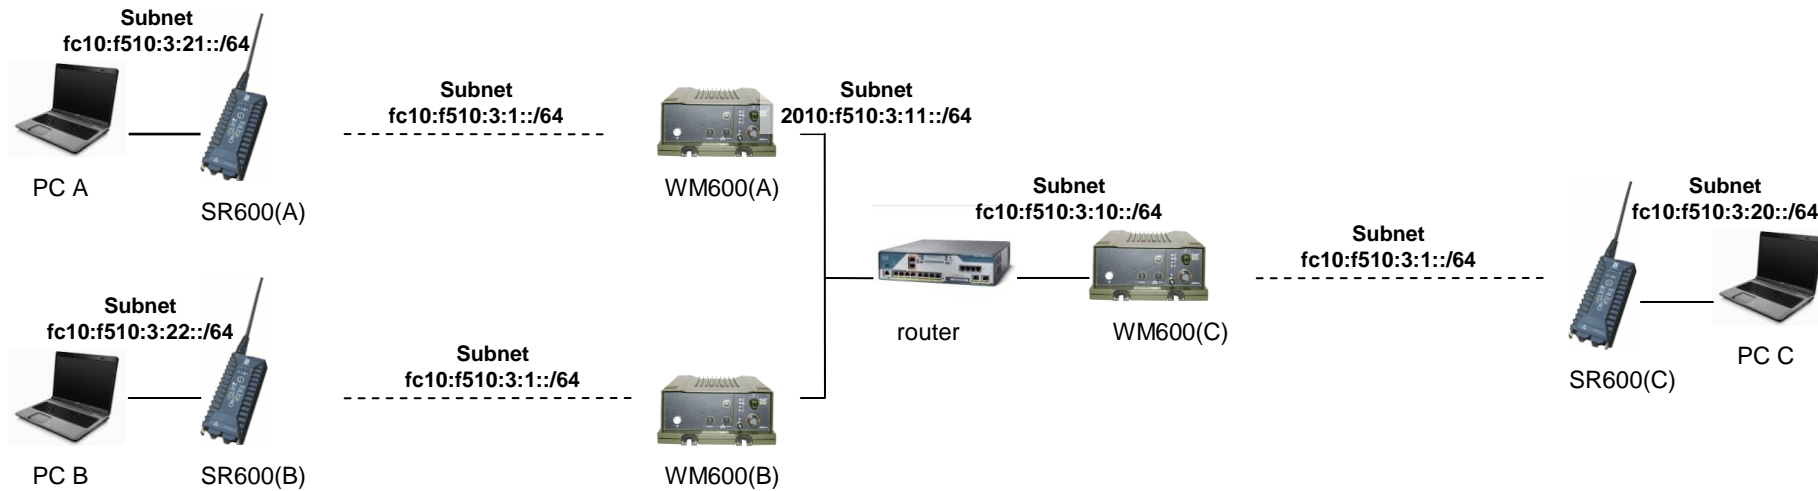 Subnet
fc10:f510:3:21::/64
PC A
SR600(A)
Subnet
fc10:f510:3:1::/64
Subnet
2010:f510:3:11::/64
WM600(A)
Subnet
fc10:f510:3:22::/64
PC B
SR600(B)
Subnet
fc10:f510:3:1::/64
WM600(B)
router
Subnet
fc10:f510:3:10::/64
WM600(C)
Subnet
fc10:f510:3:1::/64
Subnet
fc10:f510:3:20::/64
SR600(C)
PC C